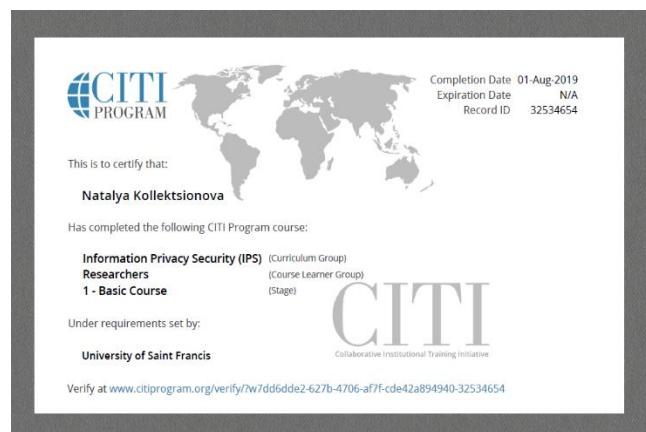 CITI
PROGRAM
Completion Date 01-Aug-2019
Expiration Date N/A
Record ID 32534654
This is to certify that:
Natalya Kollektsionova
Has completed the following CITI Program course:
Information Privacy Security (IPS) (Curriculum Group)
Researchers (Course Learner Group)
1 - Basic Course (Stage)
Under requirements set by:
University of Saint Francis
CITI
Collaborative Institutional Training Initiative
Verify at www.citiprogram.org/verify/?w7dd6dde2-627b-4706-af7f-cde42a894940-32534654